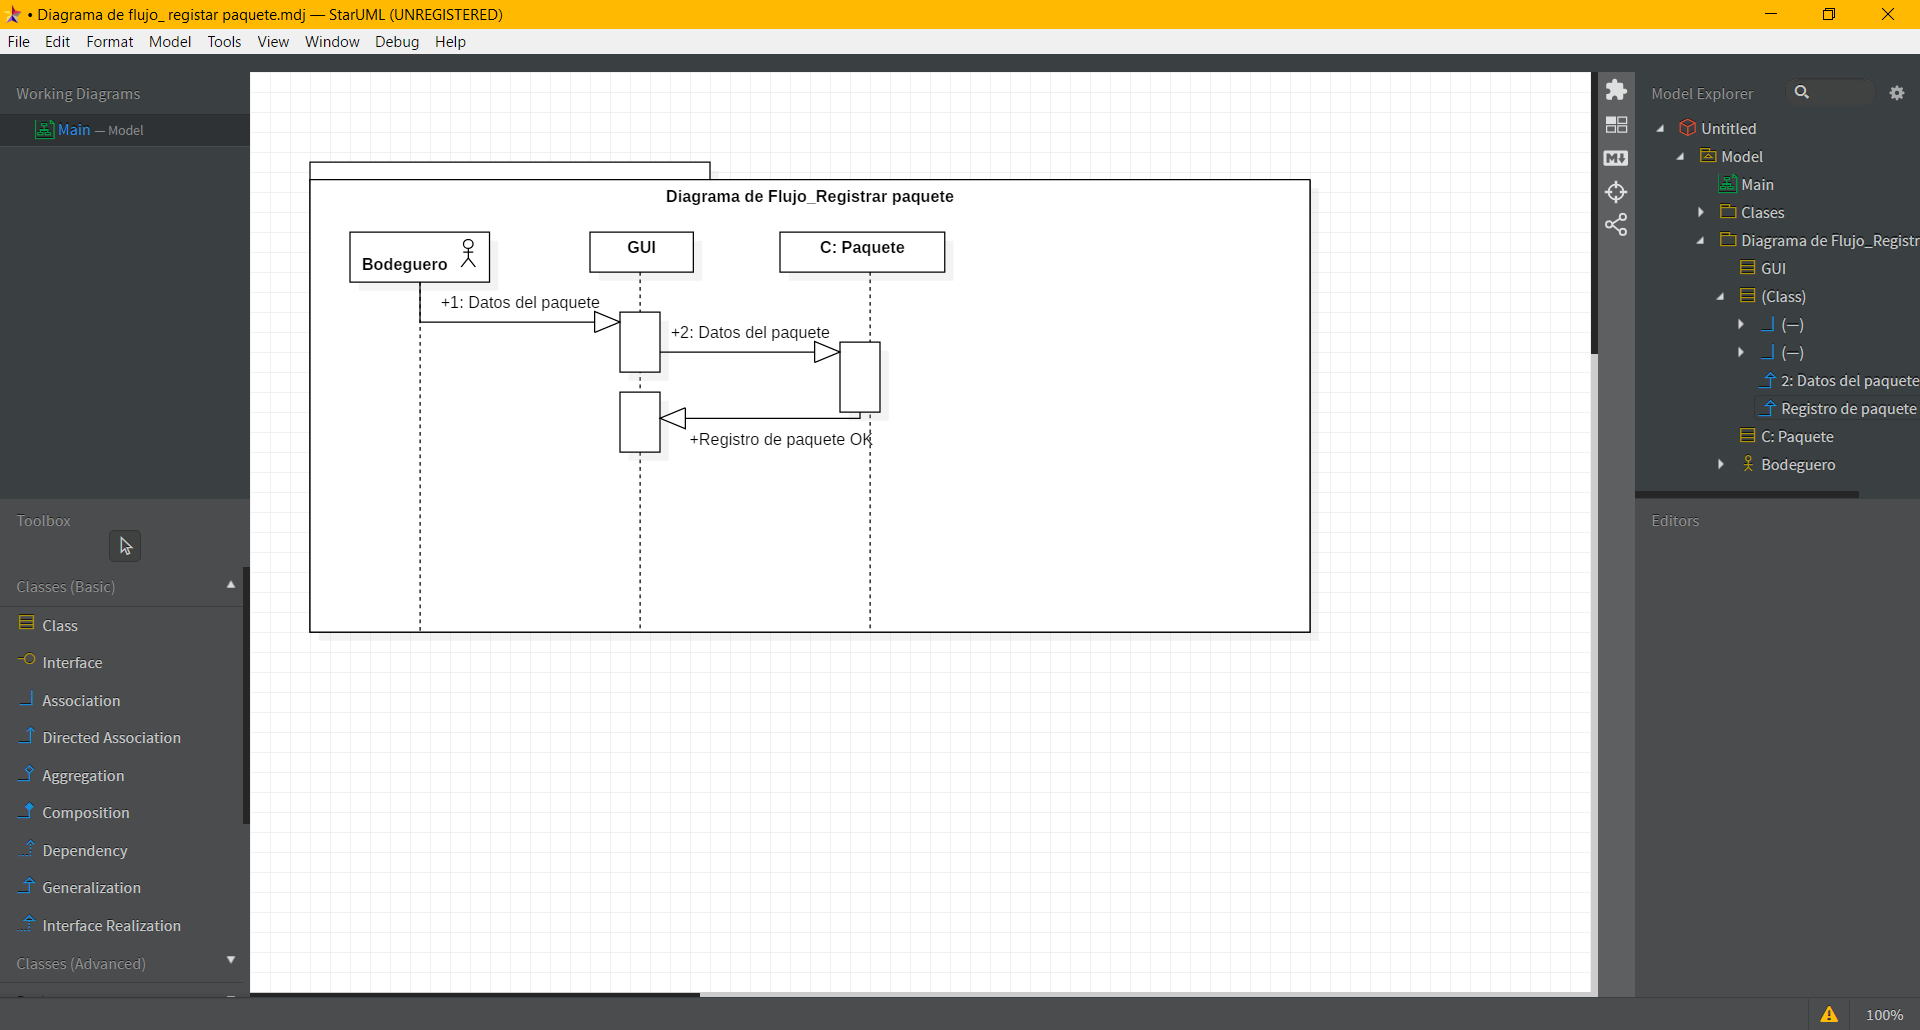 • Diagrama de flujo_ registar paquete.mdj — StarUML (UNREGISTERED)
File Edit Format Model Tools View Window Debug Help
Working Diagrams
Main — Model
Toolbox
Classes (Basic)
Class
Interface
Association
Directed Association
Aggregation
Composition
Dependency
Generalization
Interface Realization
Classes (Advanced)
Diagrama de Flujo_Registrar paquete
Bodeguero
GUI
C: Paquete
+1: Datos del paquete
+2: Datos del paquete
+Registro de paquete OK
Model Explorer
Untitled
Model
Main
Clases
Diagrama de Flujo_Registr
GUI
(Class)
(—)
(—)
2: Datos del paquete
Registro de paquete
C: Paquete
Bodeguero
Editors
100%